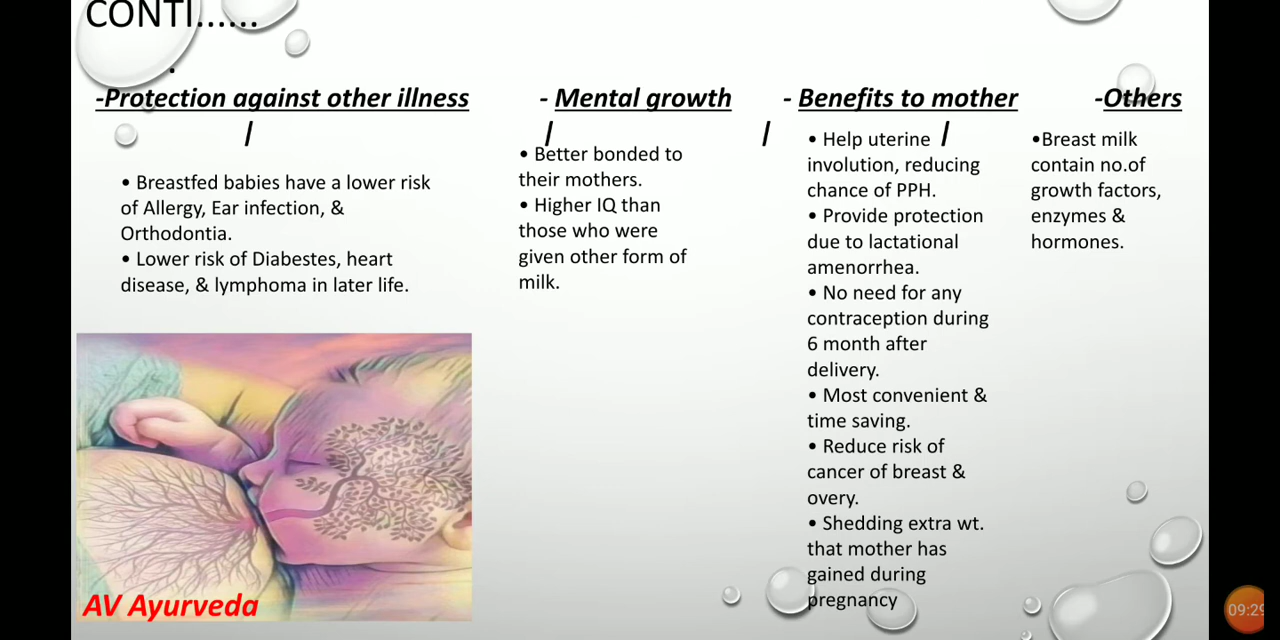 CONTI......
.
-Protection against other illness
/
• Breastfed babies have a lower risk
of Allergy, Ear infection, &
Orthodontia.
• Lower risk of Diabestes, heart
disease, & lymphoma in later life.
- Mental growth
/
• Better bonded to
their mothers.
• Higher IQ than
those who were
given other form of
milk.
- Benefits to mother
/
• Help uterine /
involution, reducing
chance of PPH.
• Provide protection
due to lactational
amenorrhea.
• No need for any
contraception during
6 month after
delivery.
• Most convenient &
time saving.
• Reduce risk of
cancer of breast &
overy.
• Shedding extra wt.
that mother has
gained during
pregnancy
-Others
•Breast milk
contain no.of
growth factors,
enzymes &
hormones.
AV Ayurveda
09:29